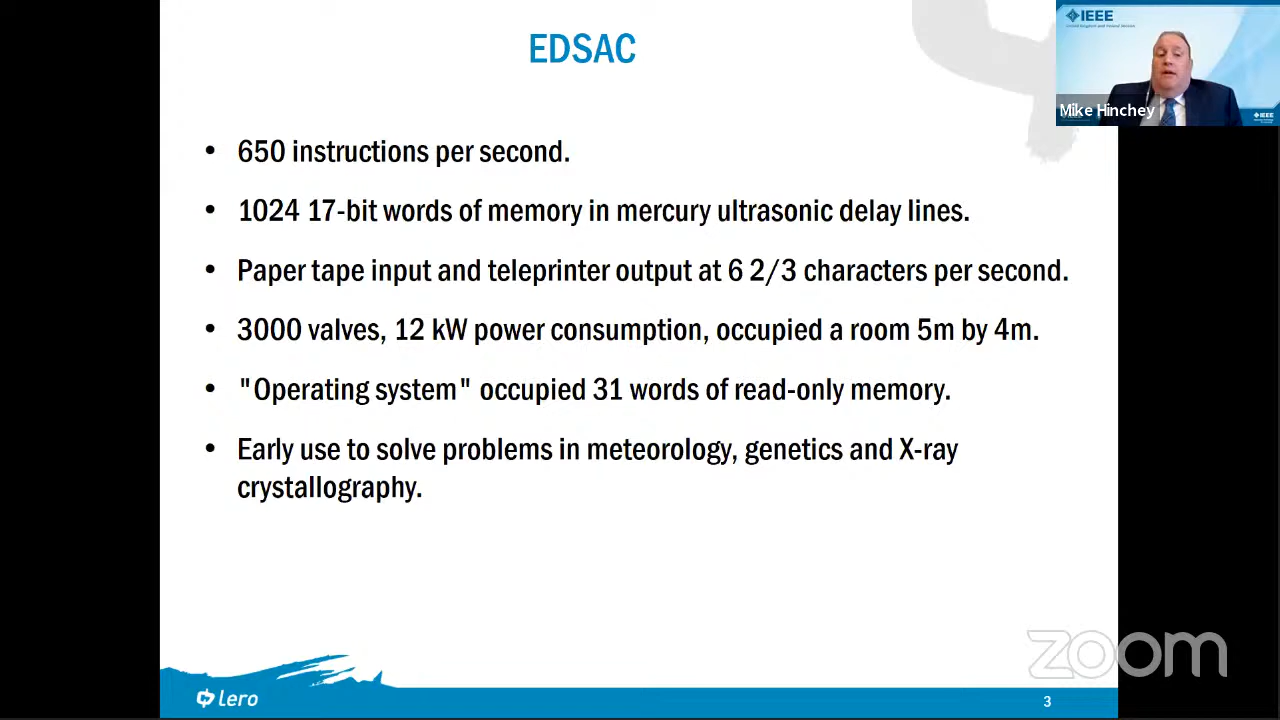 EDSAC
IEEE
Mike Hinchey
IEEE
• 650 instructions per second.
• 1024 17-bit words of memory in mercury ultrasonic delay lines.
• Paper tape input and teleprinter output at 6 2/3 characters per second.
• 3000 valves, 12 kW power consumption, occupied a room 5m by 4m.
• "Operating system" occupied 31 words of read-only memory.
• Early use to solve problems in meteorology, genetics and X-ray
crystallography.
zoom
lero
3